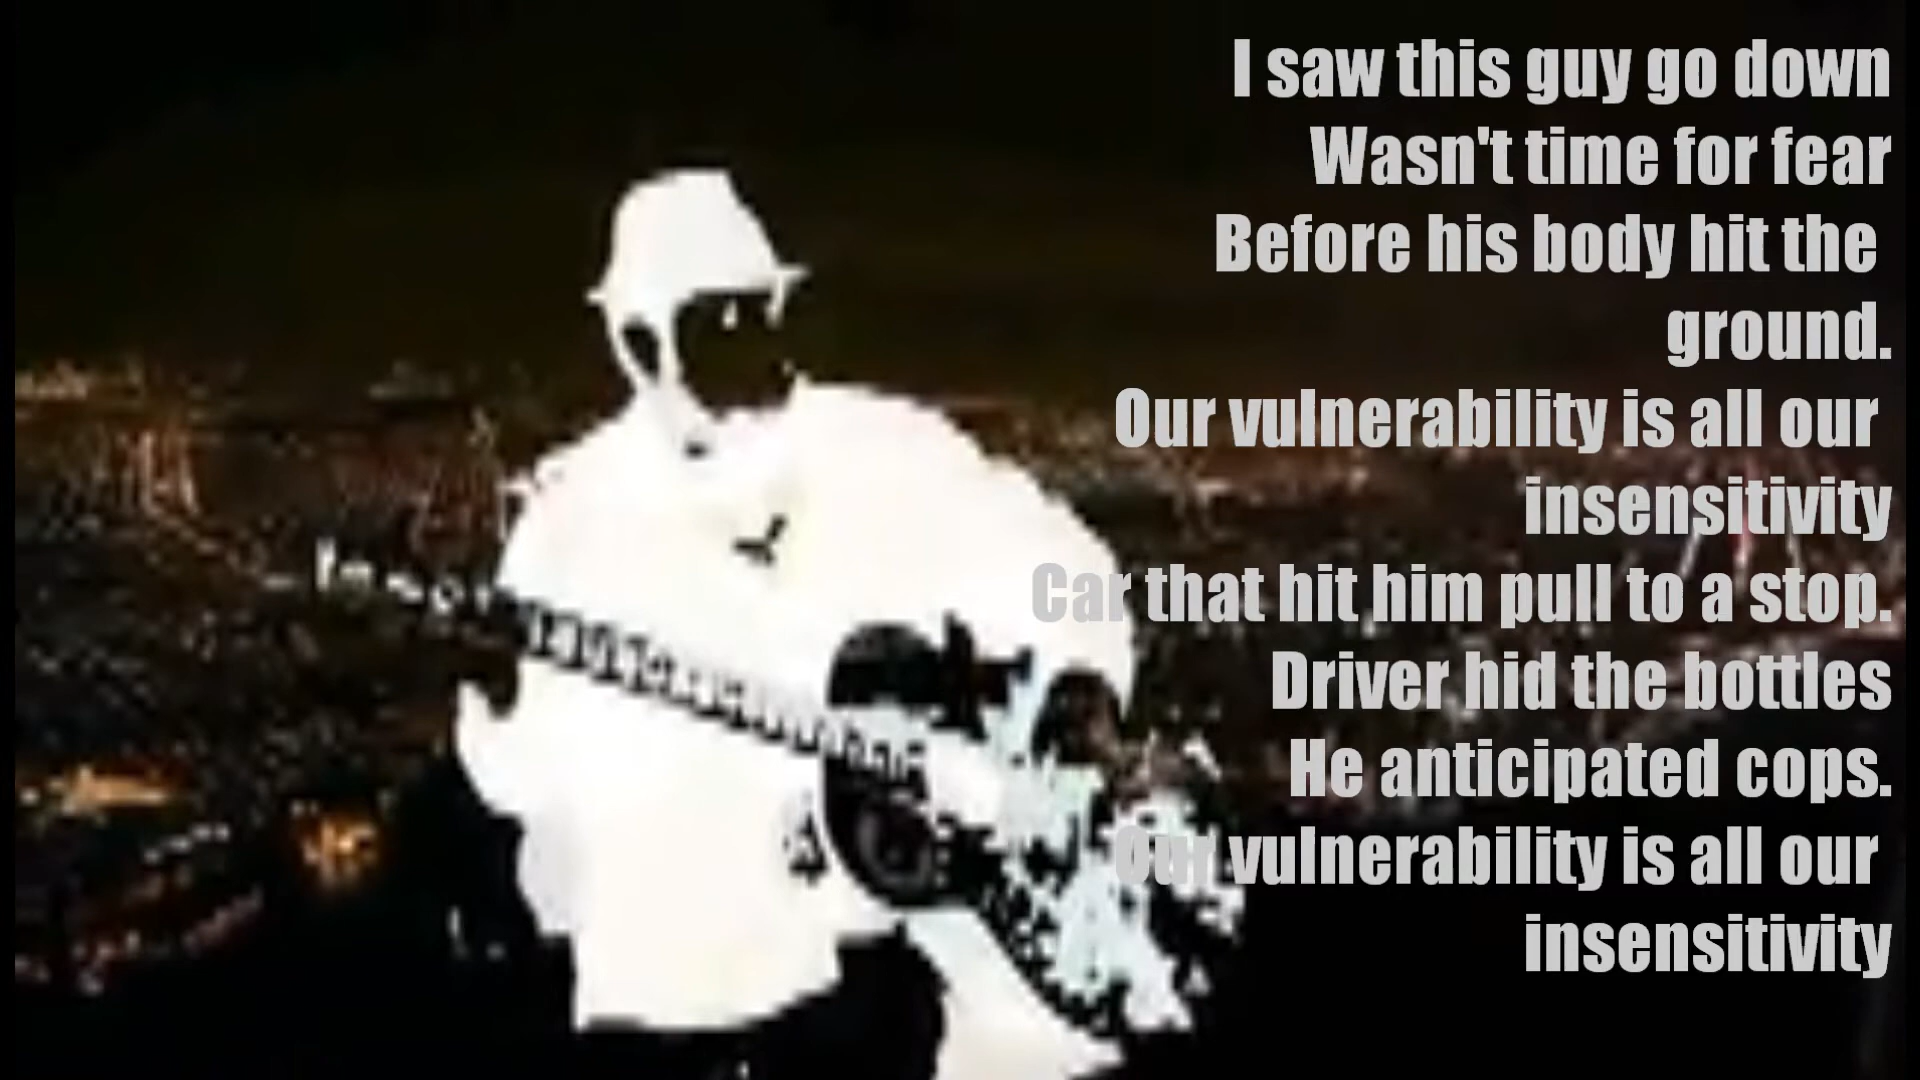 I saw this guy go down
Wasn't time for fear
Before his body hit the
ground.
Our vulnerability is all our
insensitivity
Car that hit him pull to a stop.
Driver hid the bottles
He anticipated cops.
Our vulnerability is all our
insensitivity